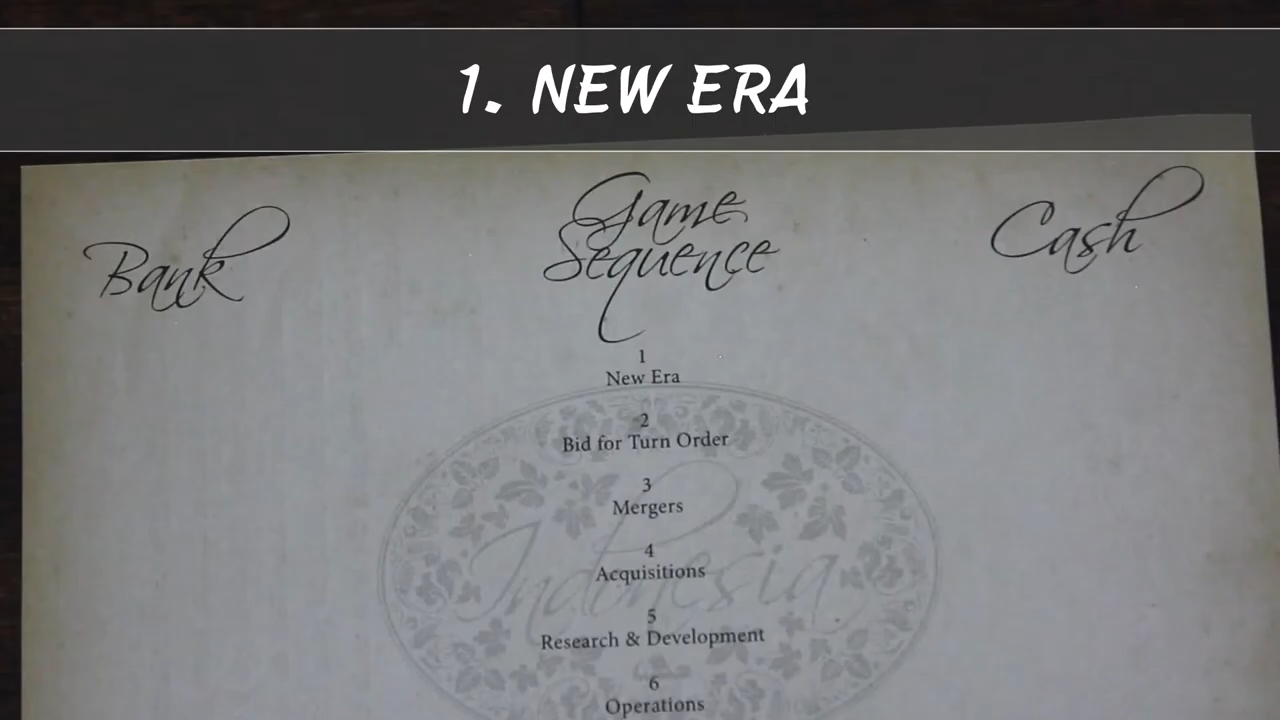 1. NEW ERA
Bank
Game
Sequence
Cash
1
New Era
2
Bid for Turn Order
3
Mergers
Indonesia
4
Acquisitions
5
Research & Development
6
Operations